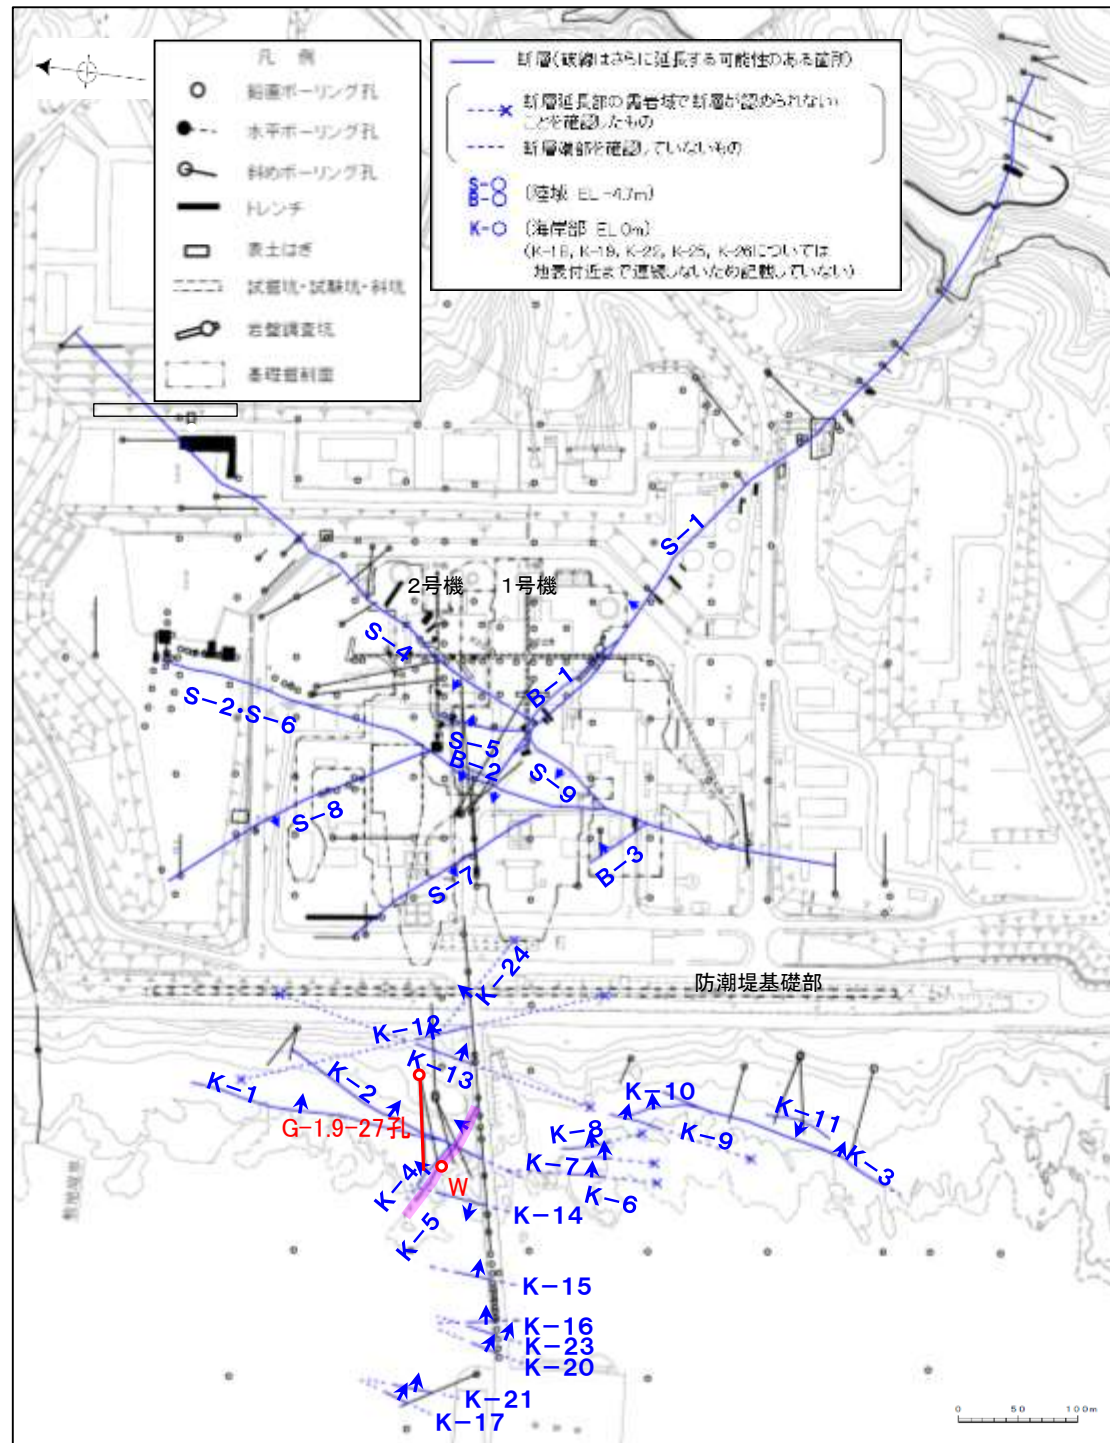 凡 例
鉛直ボーリング孔
水平ボーリング孔
斜めボーリング孔
トレンチ
表土はぎ
試掘坑・試験坑・斜坑
岩盤調査坑
基礎掘削面
断層(破線はさらに延長する可能性のある箇所)
断層延長部の露岩域で断層が認められない
ことを確認したもの
断層端部を確認していないもの
S-○
B-○
(陸域 EL -4.7m)
K-○
(海岸部 EL 0m)
(K-18, K-19, K-22, K-25, K-26については
地表付近まで連続しないため記載していない)
S-1
2号機
1号機
S-4
B-1
S-2・S-6
S-5
B-2
S-9
S-8
B-3
S-7
K-24
防潮堤基礎部
K-12
K-13
K-1
K-2
K-10
K-11
G-1.9-27孔
K-8
K-9
K-7
K-3
K-4
W
K-6
K-5
K-14
K-15
K-16
K-23
K-20
K-21
K-17
0 50 100m